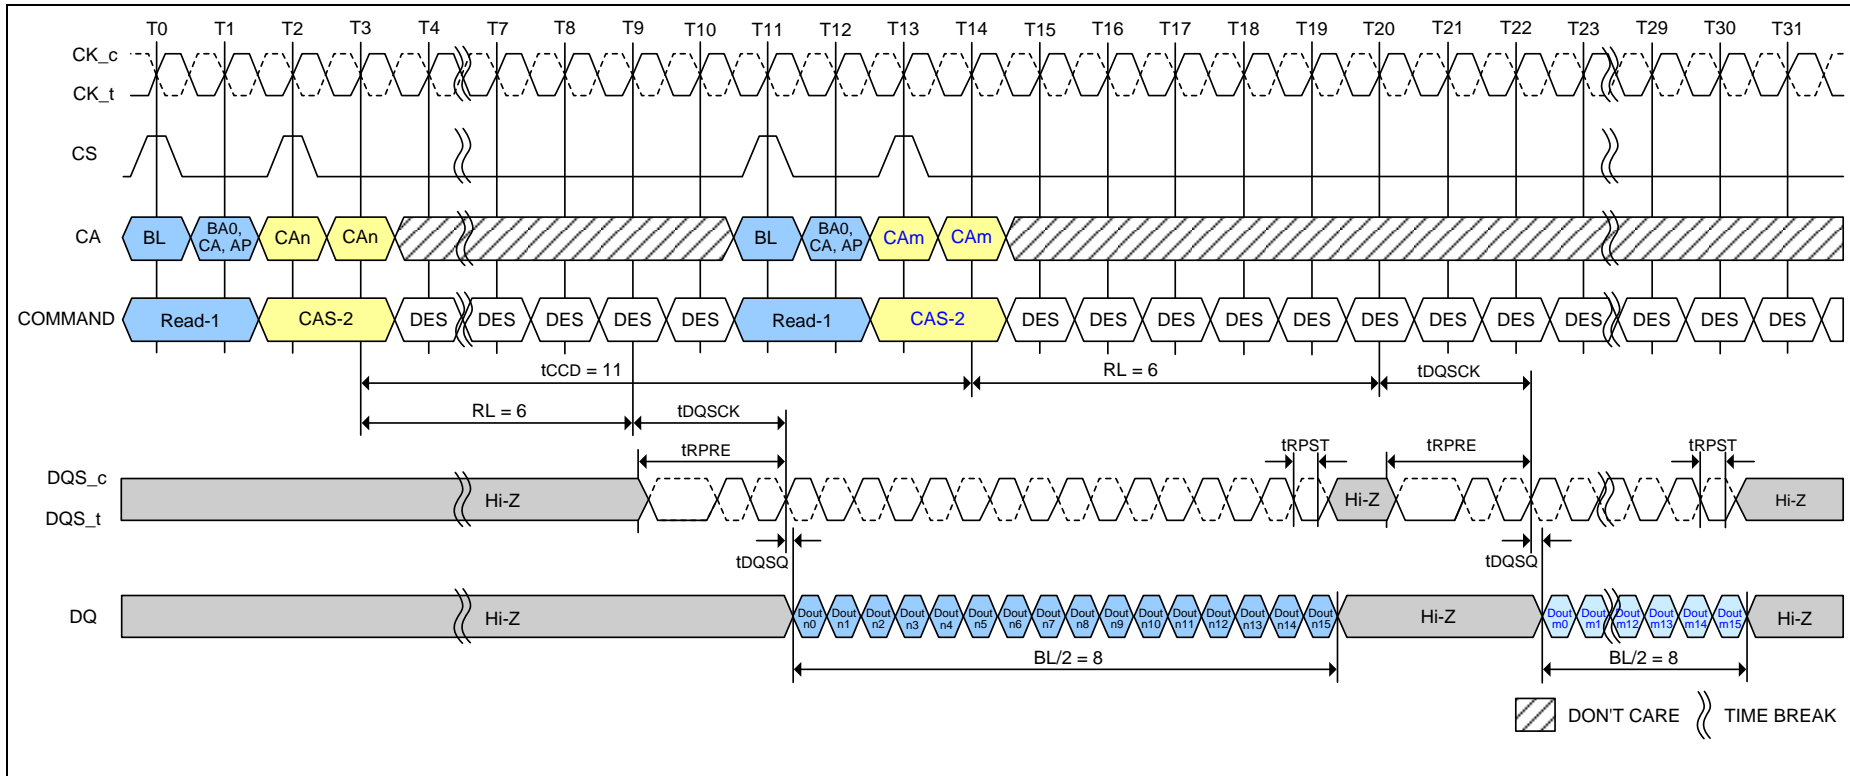 T0 T1 T2 T3 T4 T7 T8 T9 T10 T11 T12 T13 T14 T15 T16 T17 T18 T19 T20 T21 T22 T23 T29 T30 T31
CK_c
CK_t
CS
CA BL BA0, CA, AP CAn CAn BL BA0, CA, AP CAm CAm
COMMAND Read-1 CAS-2 DES DES DES DES DES Read-1 CAS-2 DES DES DES DES DES DES DES DES DES DES DES DES
tCCD = 11 RL = 6 tDQSCK
RL = 6 tDQSCK
tRPRE tRPST tRPRE tRPST
DQS_c
DQS_t
Hi-Z Hi-Z Hi-Z
tDQSQ tDQSQ
DQ Hi-Z Dout n0 Dout n1 Dout n2 Dout n3 Dout n4 Dout n5 Dout n6 Dout n7 Dout n8 Dout n9 Dout n10 Dout n11 Dout n12 Dout n13 Dout n14 Dout n15 Hi-Z Dout m0 Dout m1 Dout m12 Dout m13 Dout m14 Dout m15 Hi-Z
BL/2 = 8 BL/2 = 8
DON'T CARE TIME BREAK